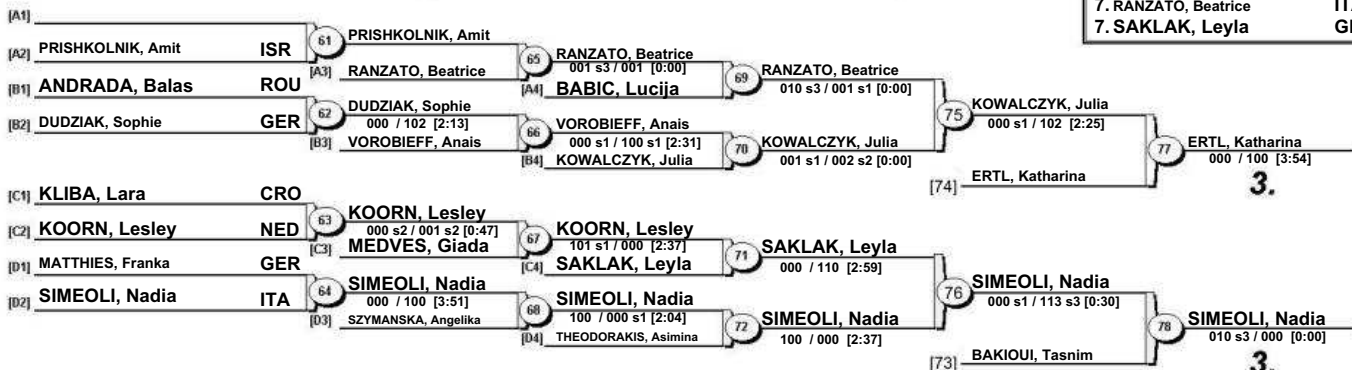 7. RANZATO, Beatrice
7. SAKLAK, Leyla
[A1]
[A2] PRISHKOLNIK, Amit ISR
61 PRISHKOLNIK, Amit
[A3] RANZATO, Beatrice
65 RANZATO, Beatrice
001 s3 / 001 [0:00]
[A4] BABIC, Lucija
69 RANZATO, Beatrice
010 s3 / 001 s1 [0:00]
[B1] ANDRADA, Balas ROU
[B2] DUDZIAK, Sophie GER
62 DUDZIAK, Sophie
000 / 102 [2:13]
[B3] VOROBIEFF, Anais
66 VOROBIEFF, Anais
000 s1 / 100 s1 [2:31]
[B4] KOWALCZYK, Julia
70 KOWALCZYK, Julia
001 s1 / 002 s2 [0:00]
75 KOWALCZYK, Julia
000 s1 / 102 [2:25]
[74] ERTL, Katharina
77 ERTL, Katharina
000 / 100 [3:54]
3.
[C1] KLIBA, Lara CRO
[C2] KOORN, Lesley NED
63 KOORN, Lesley
000 s2 / 001 s2 [0:47]
[C3] MEDVES, Giada
67 KOORN, Lesley
101 s1 / 000 [2:37]
[C4] SAKLAK, Leyla
71 SAKLAK, Leyla
000 / 110 [2:59]
[D1] MATTHIES, Franka GER
[D2] SIMEOLI, Nadia ITA
64 SIMEOLI, Nadia
000 / 100 [3:51]
[D3] SZYMANSKA, Angelika
68 SIMEOLI, Nadia
100 / 000 s1 [2:04]
[D4] THEODORAKIS, Asimina
72 SIMEOLI, Nadia
100 / 000 [2:37]
76 SIMEOLI, Nadia
000 s1 / 113 s3 [0:30]
[73] BAKIOUI, Tasnim
78 SIMEOLI, Nadia
010 s3 / 000 [0:00]
3.